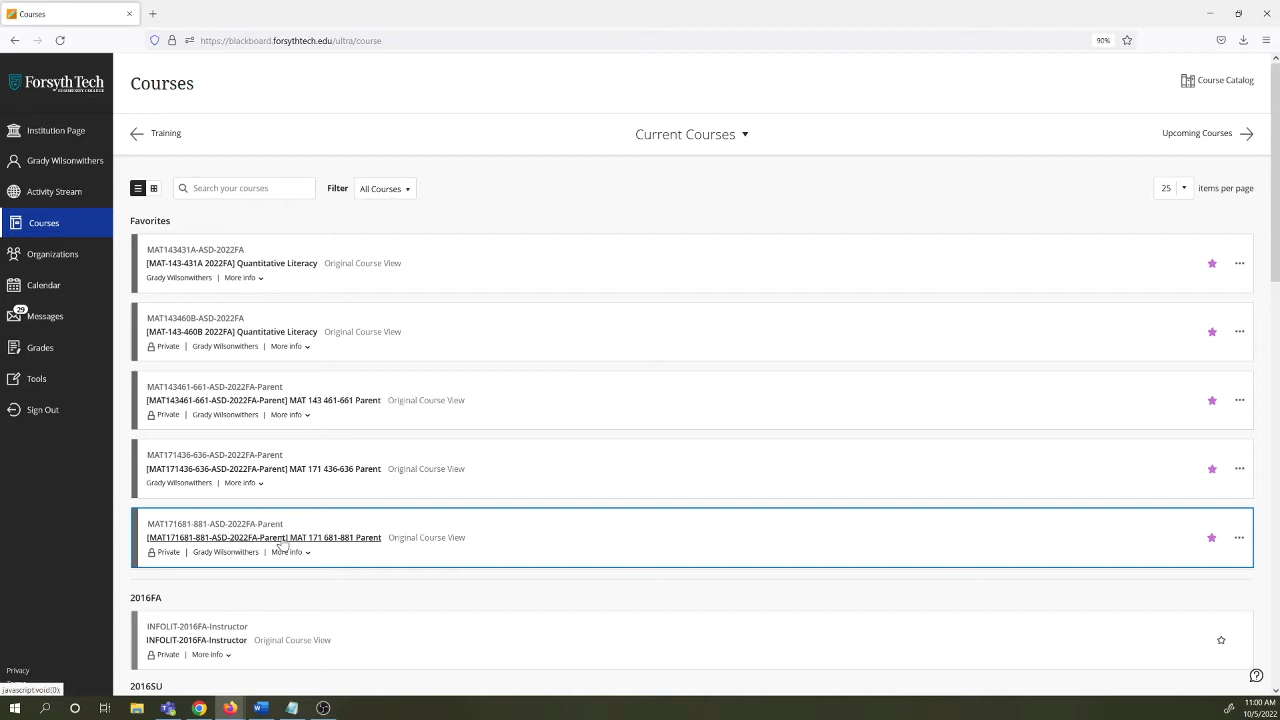 Courses
https://blackboard.forsythtech.edu/ultra/course
90%
Forsyth Tech
COMMUNITY COLLEGE
Institution Page
Grady Wilsonwithers
Activity Stream
Courses
Organizations
Calendar
29
Messages
Grades
Tools
Sign Out
Privacy
javascript:void(0);
Courses
Course Catalog
Training
Current Courses
Upcoming Courses
Search your courses
Filter
All Courses
25
items per page
Favorites
MAT143431A-ASD-2022FA
[MAT-143-431A 2022FA] Quantitative Literacy Original Course View
Grady Wilsonwithers | More info
MAT143460B-ASD-2022FA
[MAT-143-460B 2022FA] Quantitative Literacy Original Course View
Private | Grady Wilsonwithers | More info
MAT143461-661-ASD-2022FA-Parent
[MAT143461-661-ASD-2022FA-Parent] MAT 143 461-661 Parent Original Course View
Private | Grady Wilsonwithers | More info
MAT171436-636-ASD-2022FA-Parent
[MAT171436-636-ASD-2022FA-Parent] MAT 171 436-636 Parent Original Course View
Grady Wilsonwithers | More info
MAT171681-881-ASD-2022FA-Parent
[MAT171681-881-ASD-2022FA-Parent] MAT 171 681-881 Parent Original Course View
Private | Grady Wilsonwithers | More info
2016FA
INFOLIT-2016FA-Instructor
INFOLIT-2016FA-Instructor Original Course View
Private | More info
2016SU
11:00 AM
10/5/2022